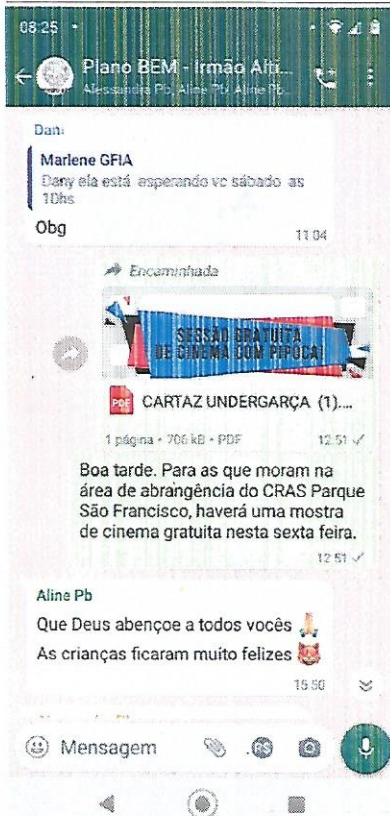 08:25
Plano BEM - Irmão Alti...
Alessandra Pb, Aline Pb, Aline Pb...
Dani
Marlene GFIA
Dany ela está esperando vc sábado as
10hs
Obg
11:04
Encaminhada
SESSÃO GRATUITA
DE CINEMA COM PIPOCA!
PDF
CARTAZ UNDERGARÇA (1)....
1 página • 706 kB • PDF
12:51
Boa tarde. Para as que moram na
área de abrangência do CRAS Parque
São Francisco, haverá uma mostra
de cinema gratuita nesta sexta feira.
12:51
Aline Pb
Que Deus abençoe a todos vocês 🙏
As crianças ficaram muito felizes 😻
15:50
Mensagem
R$